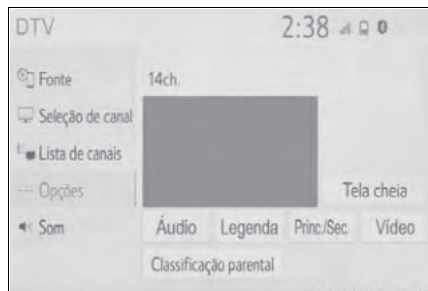 DTV 2:38
Fonte 14ch.
Seleção de canal
Lista de canais
Opções Tela cheia
Som Áudio Legenda Princ./Sec. Vídeo
Classificação parental